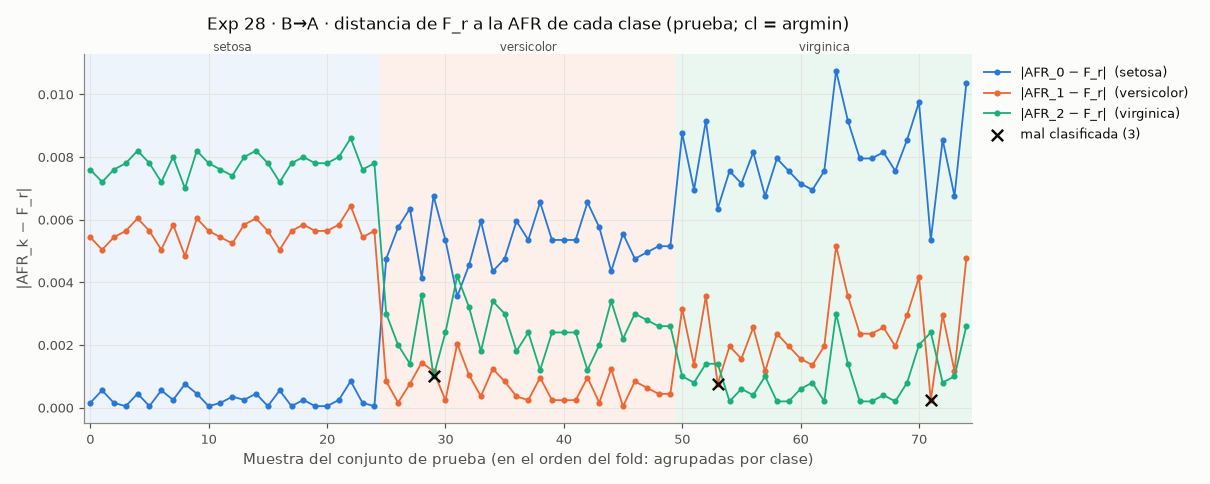 Exp 28 · B→A · distancia de F_r a la AFR de cada clase (prueba; cl = argmin)
setosa
versicolor
virginica
|AFR_0 − F_r| (setosa)
|AFR_1 − F_r| (versicolor)
|AFR_2 − F_r| (virginica)
mal clasificada (3)
|AFR_k − F_r|
0.010
0.008
0.006
0.004
0.002
0.000
0 10 20 30 40 50 60 70
Muestra del conjunto de prueba (en el orden del fold: agrupadas por clase)